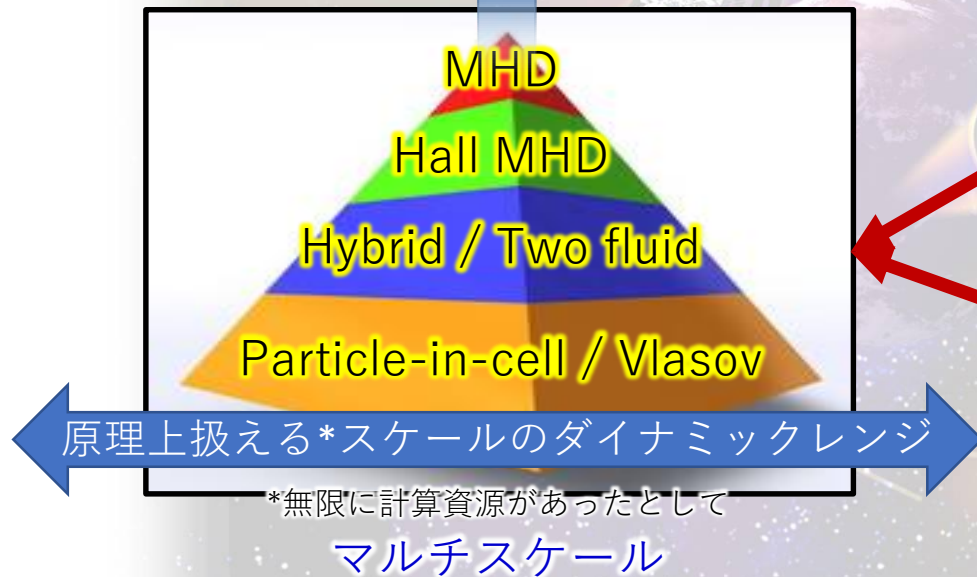 MHD
Hall MHD
Hybrid / Two fluid
Particle-in-cell / Vlasov
原理上扱える*スケールのダイナミックレンジ
*無限に計算資源があったとして
マルチスケール